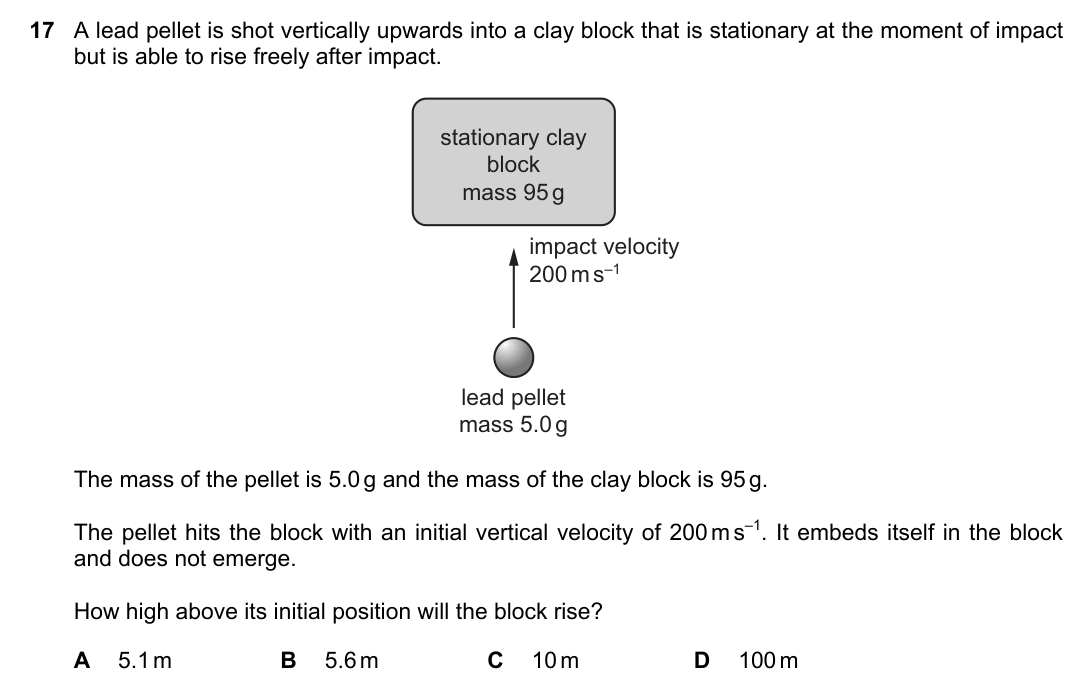 17 A lead pellet is shot vertically upwards into a clay block that is stationary at the moment of impact
but is able to rise freely after impact.
stationary clay
block
mass 95 g
impact velocity
200 m s⁻¹
lead pellet
mass 5.0 g
The mass of the pellet is 5.0 g and the mass of the clay block is 95 g.
The pellet hits the block with an initial vertical velocity of 200 m s⁻¹. It embeds itself in the block
and does not emerge.
How high above its initial position will the block rise?
A 5.1 m B 5.6 m C 10 m D 100 m